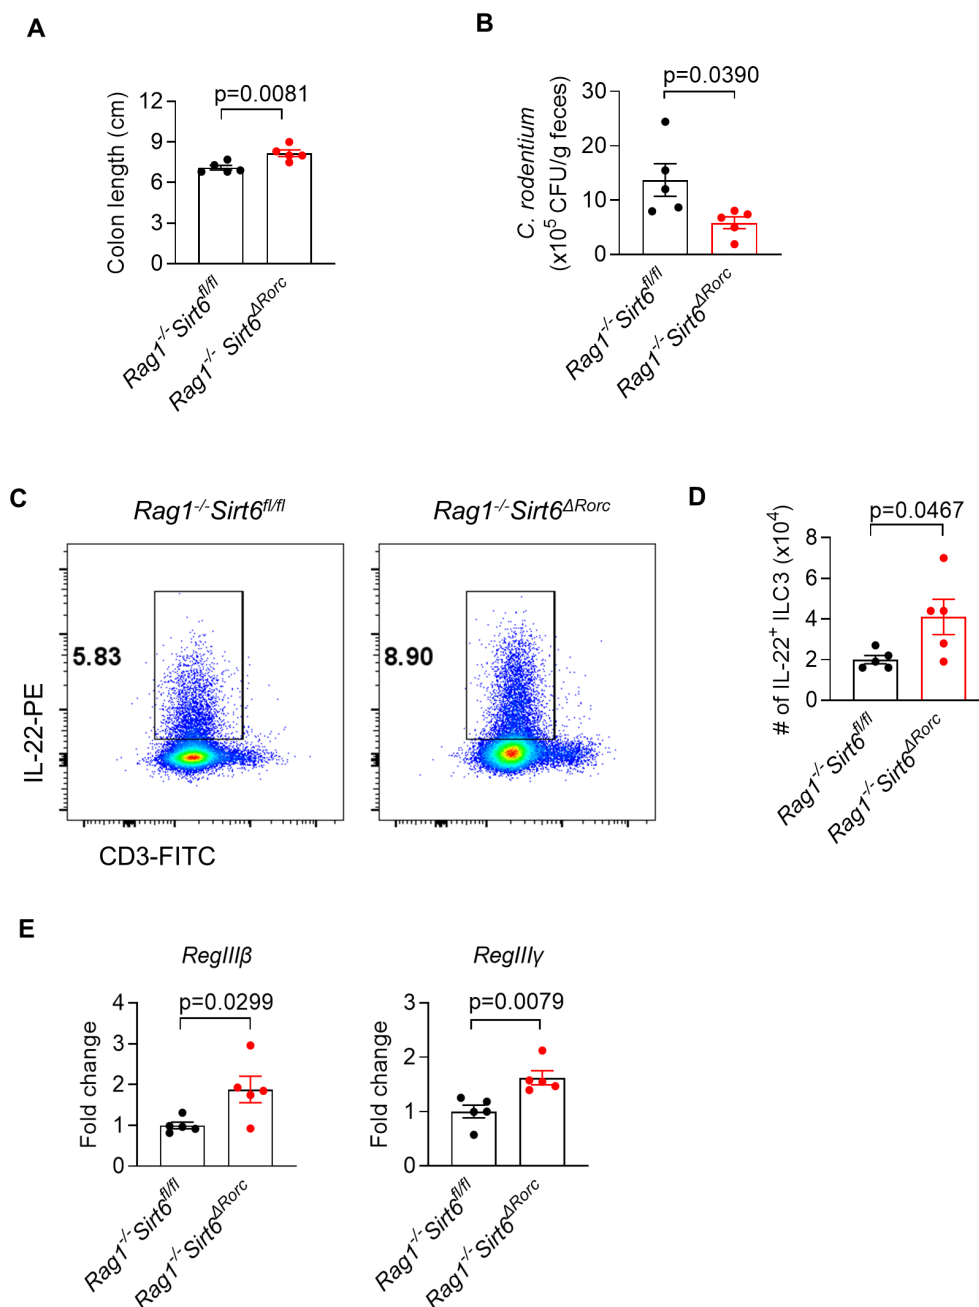 A
p=0.0081
Colon length (cm)
12
9
6
3
0
Rag1-/-Sirt6fl/fl
Rag1-/- Sirt6ΔRorc
B
p=0.0390
C. rodentium
(x10⁵ CFU/g feces)
30
20
10
0
Rag1-/-Sirt6fl/fl
Rag1-/-Sirt6ΔRorc
C
Rag1-/-Sirt6fl/fl
Rag1-/-Sirt6ΔRorc
5.83
8.90
IL-22-PE
CD3-FITC
D
p=0.0467
# of IL-22⁺ ILC3 (x10⁴)
8
6
4
2
0
Rag1-/-Sirt6fl/fl
Rag1-/-Sirt6ΔRorc
E
RegIIIβ
p=0.0299
Fold change
4
3
2
1
0
Rag1-/-Sirt6fl/fl
Rag1-/-Sirt6ΔRorc
RegIIIγ
p=0.0079
Fold change
3
2
1
0
Rag1-/-Sirt6fl/fl
Rag1-/-Sirt6ΔRorc